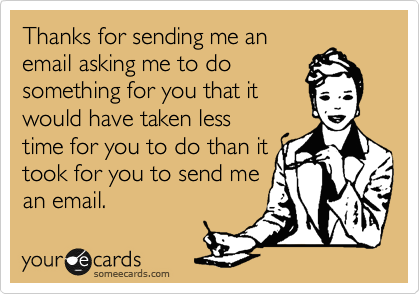 Thanks for sending me an
email asking me to do
something for you that it
would have taken less
time for you to do than it
took for you to send me
an email.
your e cards
someecards.com